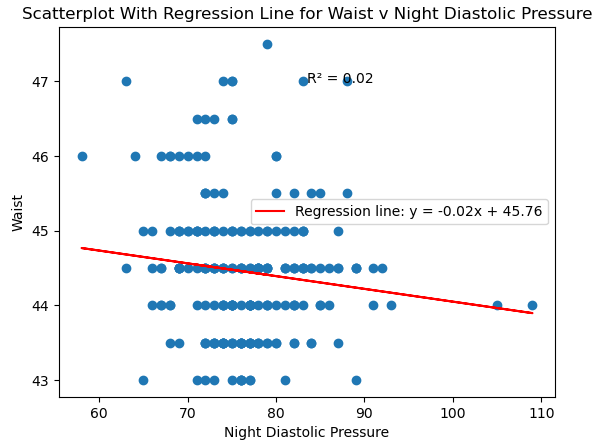 Scatterplot With Regression Line for Waist v Night Diastolic Pressure
R² = 0.02
Regression line: y = -0.02x + 45.76
Waist
47
46
45
44
43
60 70 80 90 100 110
Night Diastolic Pressure